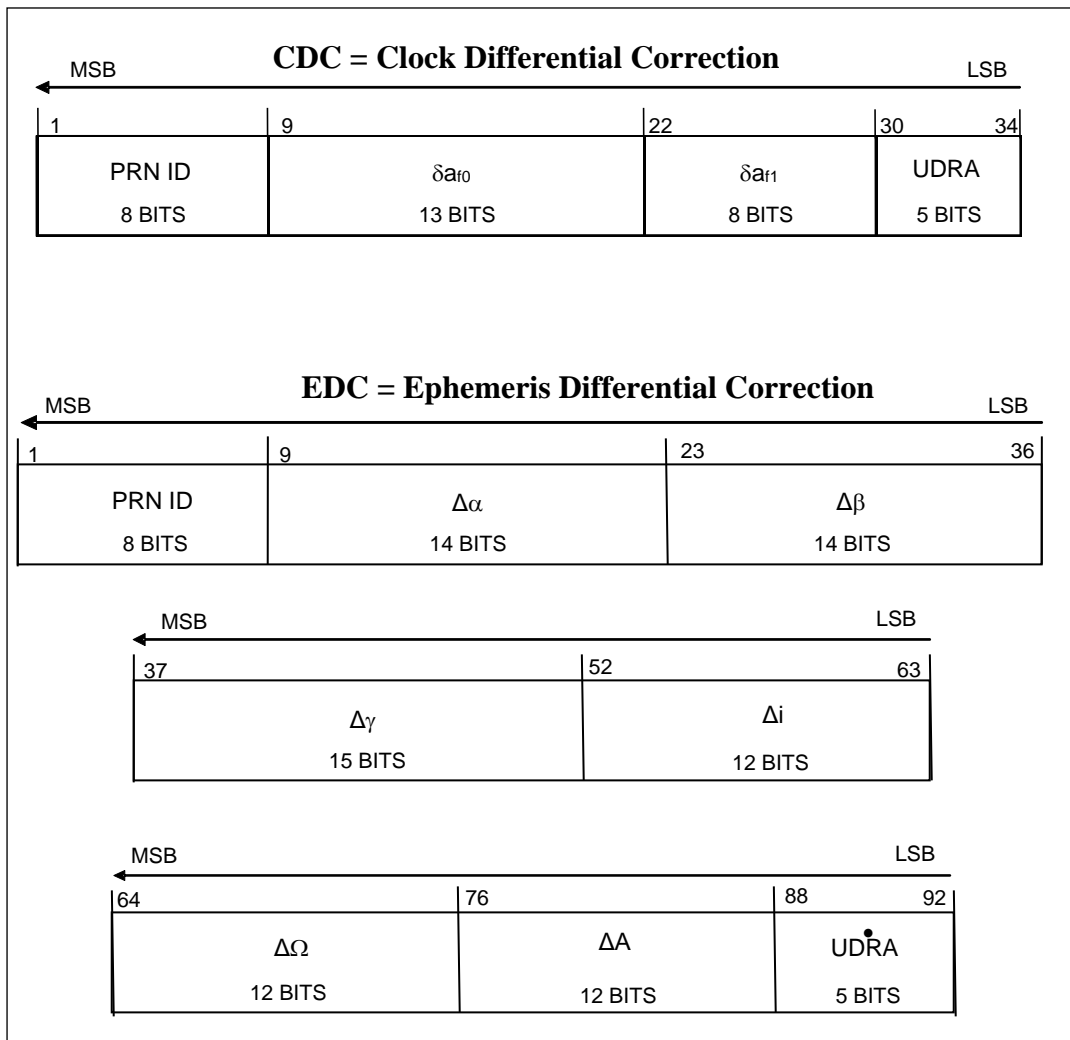 CDC = Clock Differential Correction
MSB LSB
1 9 22 30 34
PRN ID δaf0 δaf1 UDRA
8 BITS 13 BITS 8 BITS 5 BITS
EDC = Ephemeris Differential Correction
MSB LSB
1 9 23 36
PRN ID Δα Δβ
8 BITS 14 BITS 14 BITS
MSB LSB
37 52 63
Δγ Δi
15 BITS 12 BITS
MSB LSB
64 76 88 92
ΔΩ ΔA UDṘA
12 BITS 12 BITS 5 BITS